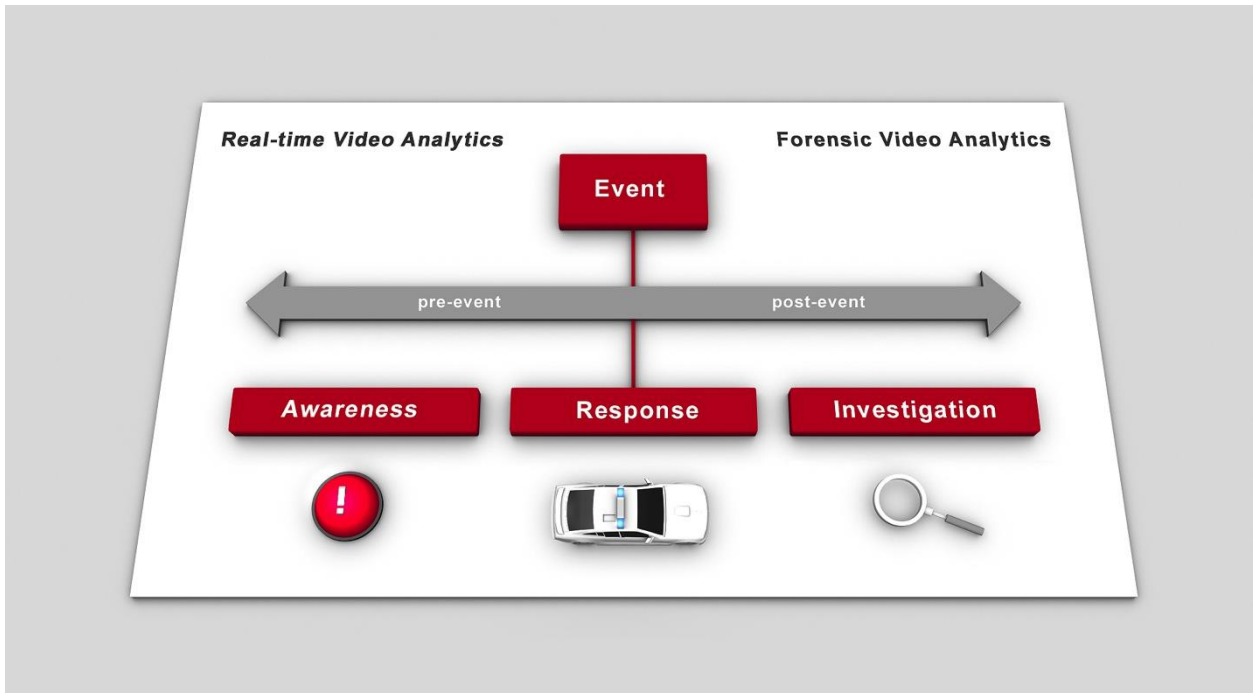 Real-time Video Analytics
Forensic Video Analytics
Event
pre-event
post-event
Awareness
Response
Investigation
!